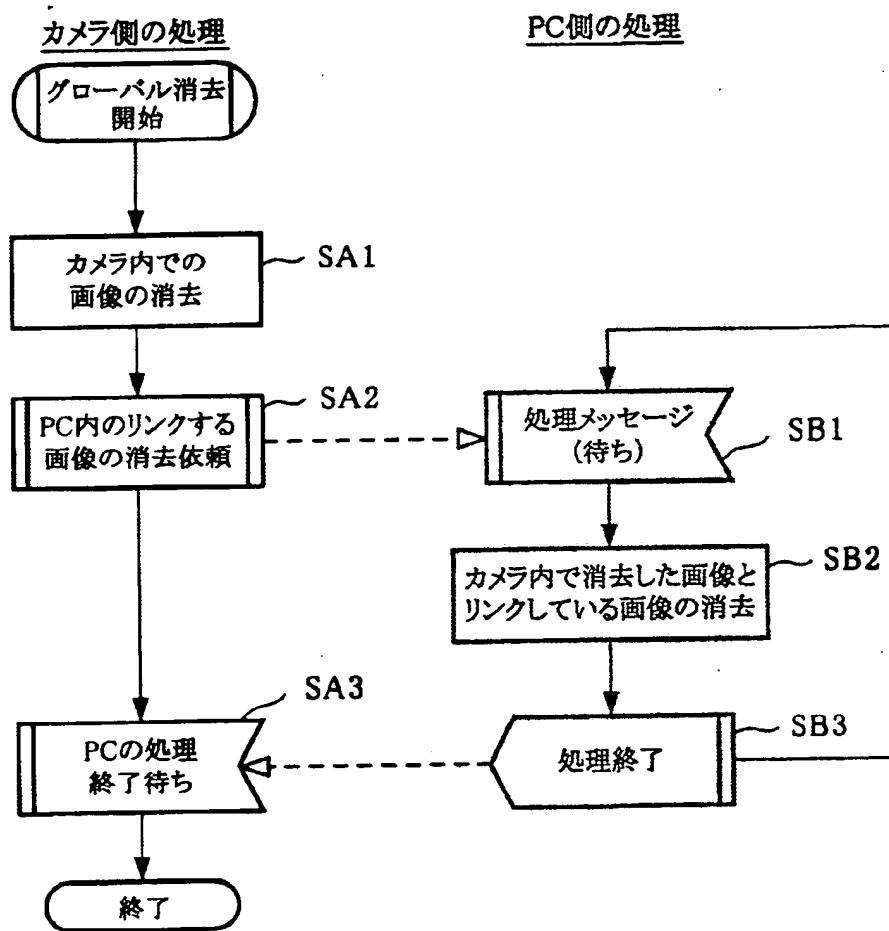 カメラ側の処理
PC側の処理
グローバル消去
開始
カメラ内での
画像の消去
SA1
PC内のリンクする
画像の消去依頼
SA2
処理メッセージ
(待ち)
SB1
カメラ内で消去した画像と
リンクしている画像の消去
SB2
PCの処理
終了待ち
SA3
処理終了
SB3
終了